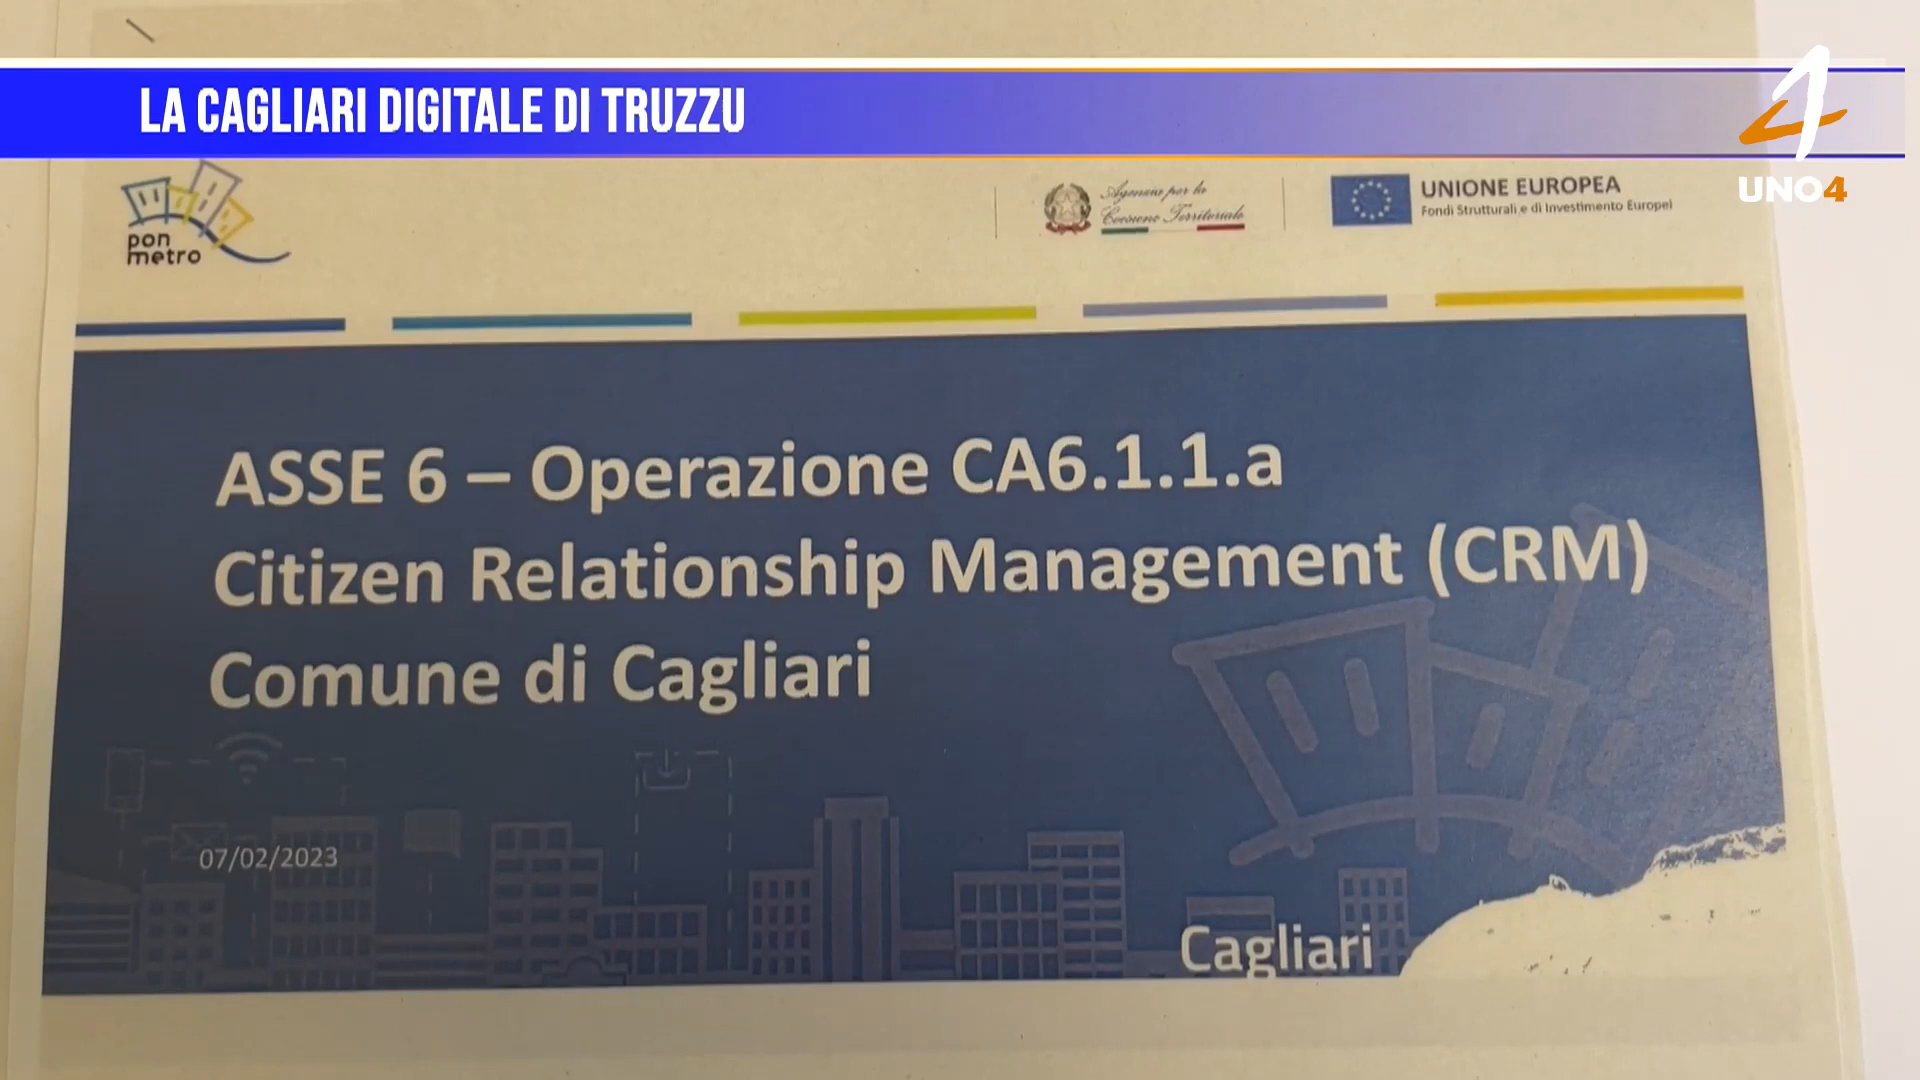 LA CAGLIARI DIGITALE DI TRUZZU
UNO4
pon
metro
Agenzia per la
Coesione Territoriale
UNIONE EUROPEA
Fondi Strutturali e di Investimento Europei
ASSE 6 – Operazione CA6.1.1.a
Citizen Relationship Management (CRM)
Comune di Cagliari
07/02/2023
Cagliari